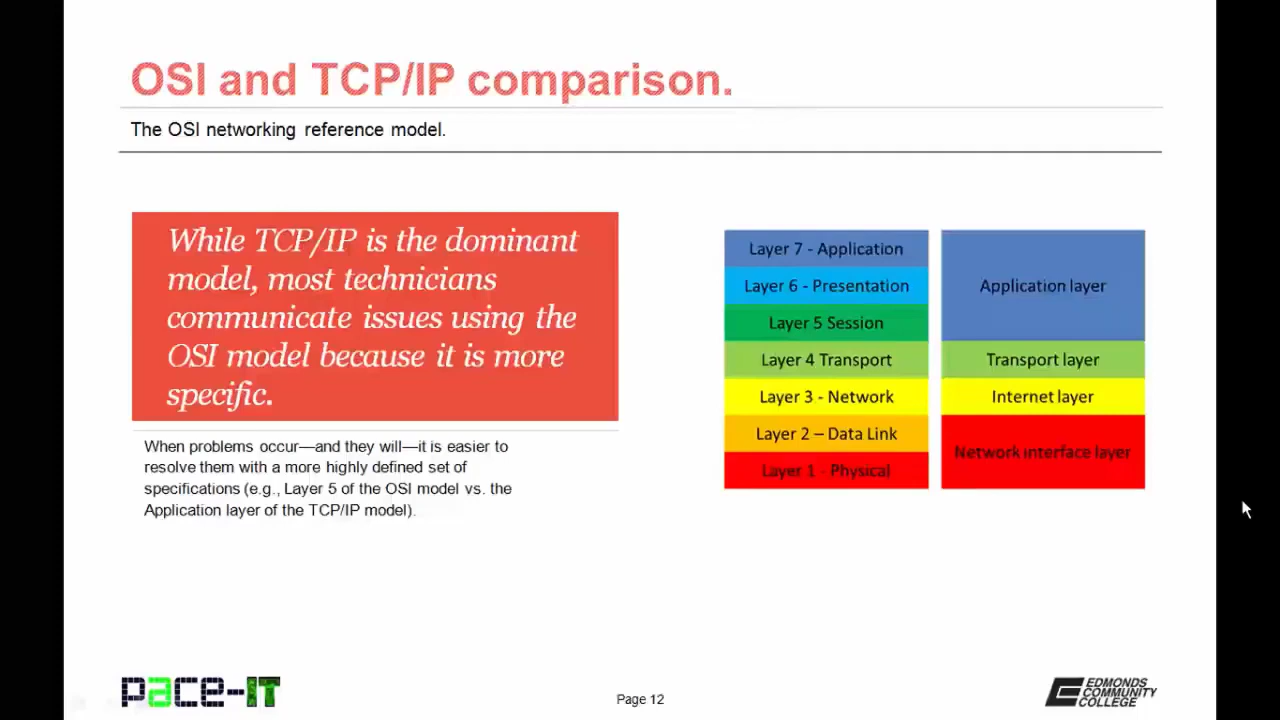 OSI and TCP/IP comparison.
The OSI networking reference model.
While TCP/IP is the dominant
model, most technicians
communicate issues using the
OSI model because it is more
specific.
When problems occur—and they will—it is easier to
resolve them with a more highly defined set of
specifications (e.g., Layer 5 of the OSI model vs. the
Application layer of the TCP/IP model).
Layer 7 - Application
Layer 6 - Presentation
Layer 5 Session
Layer 4 Transport
Layer 3 - Network
Layer 2 – Data Link
Layer 1 - Physical
Application layer
Transport layer
Internet layer
Network interface layer
pace-IT
Page 12
EDMONDS
COMMUNITY
COLLEGE